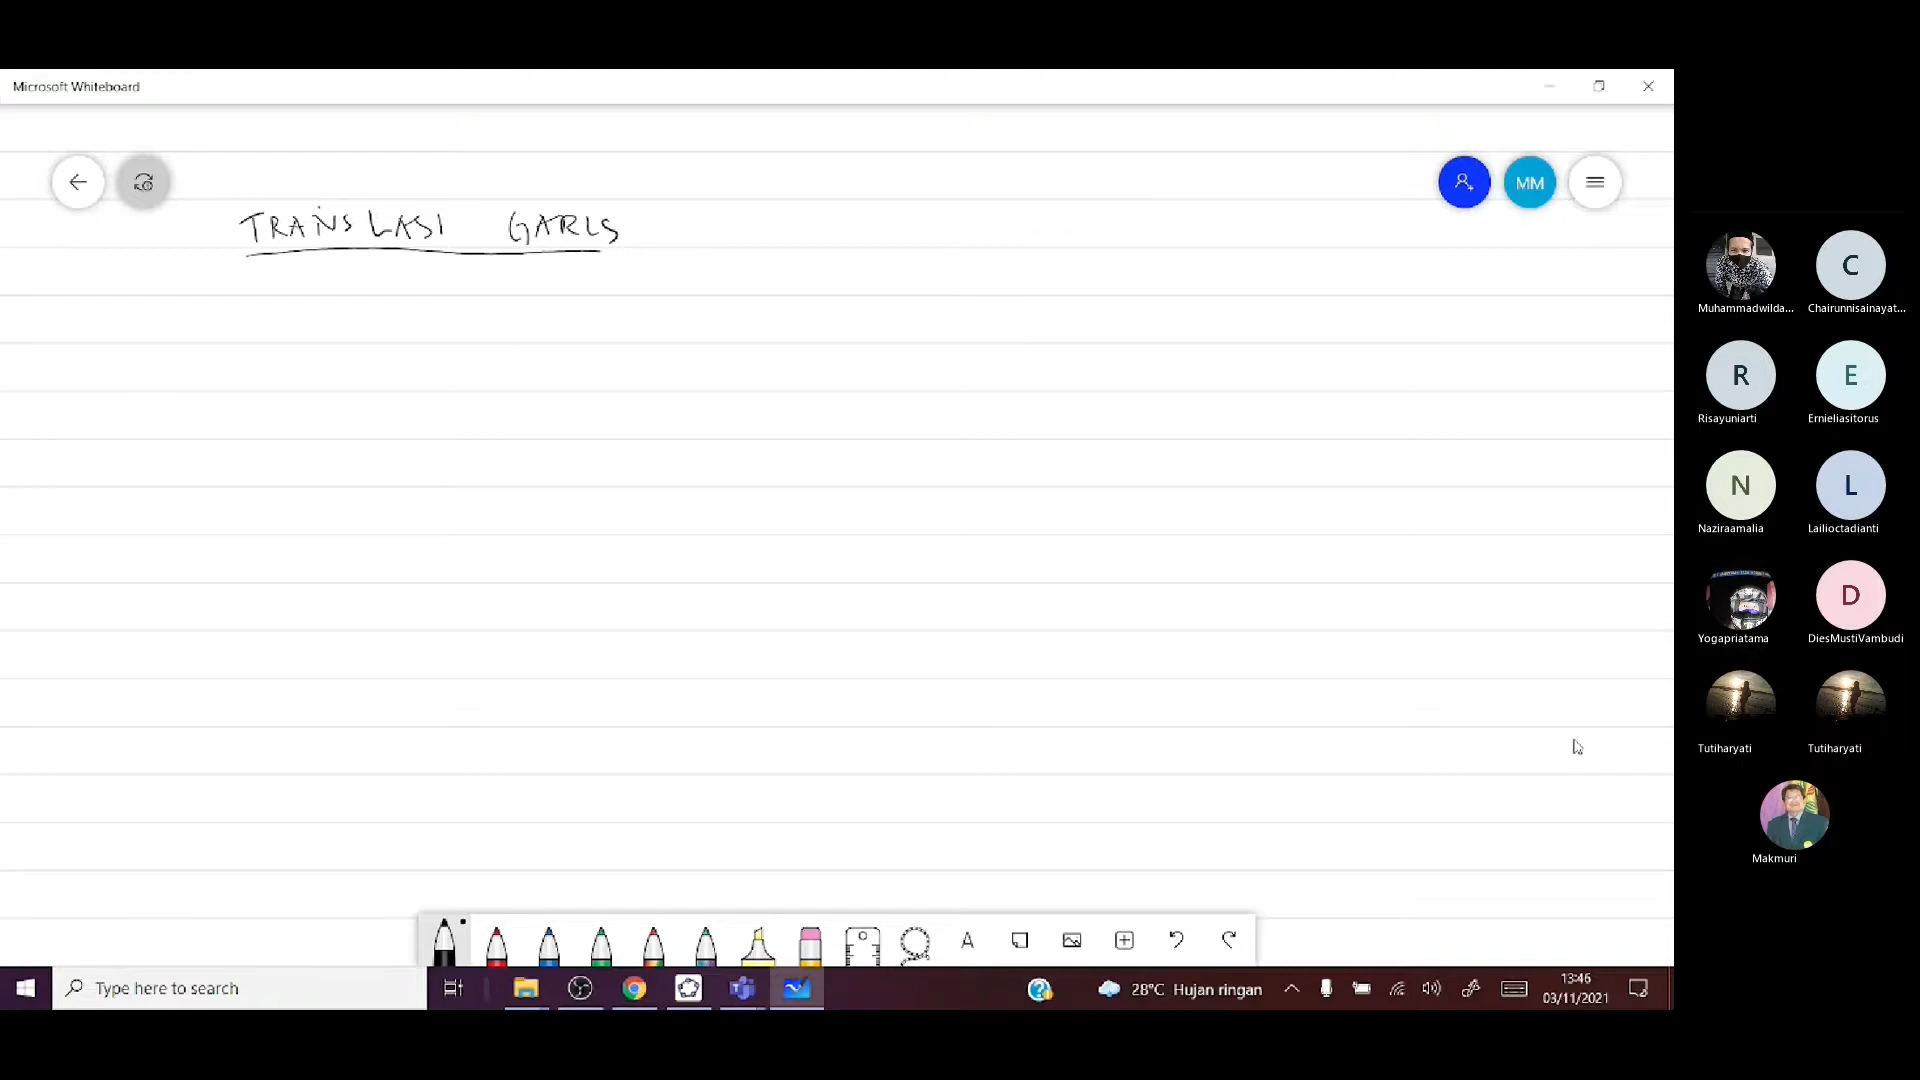 Microsoft Whiteboard
MM
TRANSLASI GARIS
C
Muhammadwilda...
Chairunnisainayat...
R
E
Risayuniarti
Ernieliasitorus
N
L
Naziraamalia
Lailioctadianti
D
Yogapriatama
DiesMustiVambudi
Tutiharyati
Tutiharyati
Makmuri
A
Type here to search
28°C Hujan ringan
13:46
03/11/2021